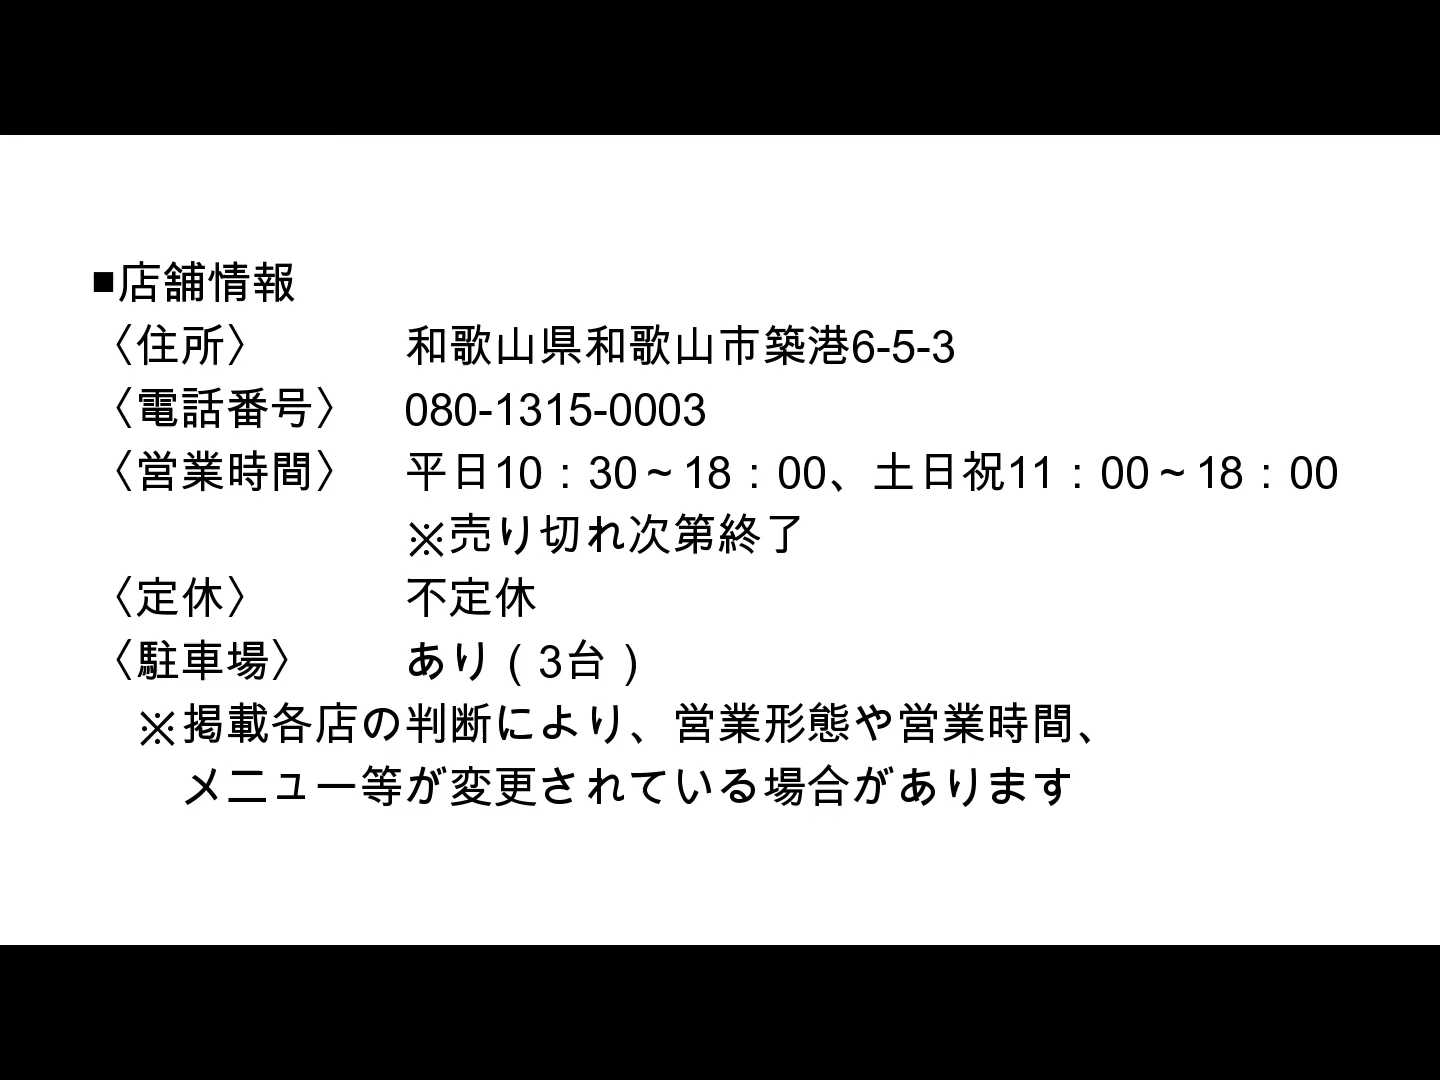 ■店舗情報
〈住所〉 和歌山県和歌山市築港6-5-3
〈電話番号〉 080-1315-0003
〈営業時間〉 平日10：30～18：00、土日祝11：00～18：00
※売り切れ次第終了
〈定休〉 不定休
〈駐車場〉 あり（3台）
※掲載各店の判断により、営業形態や営業時間、
メニュー等が変更されている場合があります